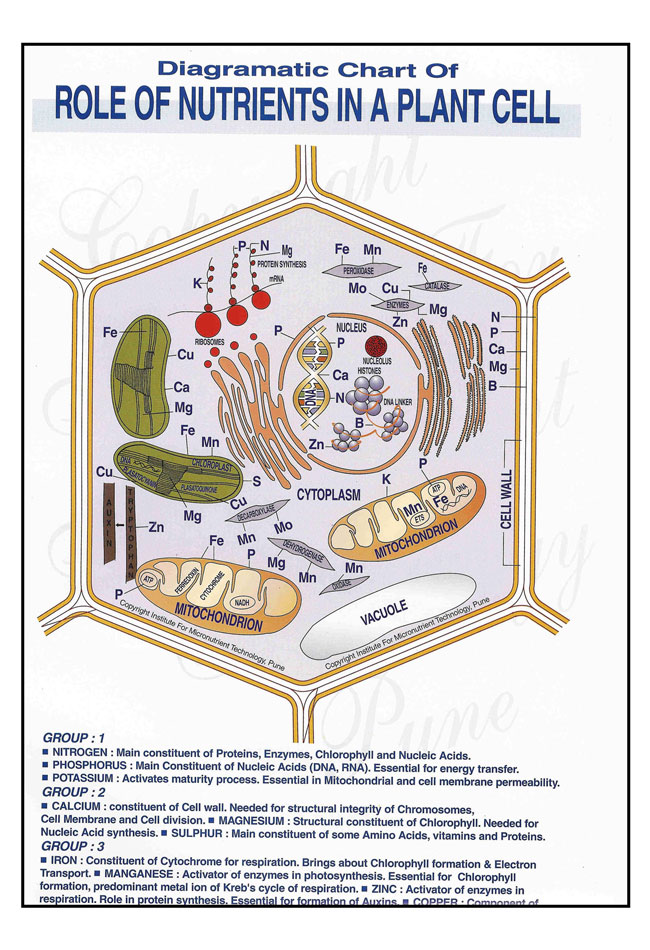 Diagramatic Chart Of
ROLE OF NUTRIENTS IN A PLANT CELL
Copyright
P N
Mg
PROTEIN SYNTHESIS
mRNA
K
RIBOSOMES
Fe Mn
PEROXIDASE
Mo Cu
Fe
CATALASE
ENZYMES
Zn
Mg
N
P
Ca
Mg
B
P
NUCLEUS
P
NUCLEOLUS
HISTONES
Ca
DNA
N
DNA LINKER
B
Zn
Fe
Cu
Ca
Mg
Fe
Mn
CHLOROPLAST
DNA
PLASTOCYANIN
PLASATOQUINONE
S
Cu
Mg
AUXIN
TRYPTOPHAN
Zn
P
CYTOPLASM
Cu
DECARBOXYLASE
Mo
Mn
DEHYDROGENASE
Mg
Mn
Mn
OXIDASE
K
P
ATP
DNA
Mn
Fe
ETS
MITOCHONDRION
CELL WALL
Fe
P
ATP
FERREDOXIN
CYTOCHROME
NADH
MITOCHONDRION
VACUOLE
Copyright Institute For Micronutrient Technology, Pune
Copyright Institute For Micronutrient Technology, Pune
Pune
GROUP : 1
■ NITROGEN : Main constituent of Proteins, Enzymes, Chlorophyll and Nucleic Acids.
■ PHOSPHORUS : Main Constituent of Nucleic Acids (DNA, RNA). Essential for energy transfer.
■ POTASSIUM : Activates maturity process. Essential in Mitochondrial and cell membrane permeability.
GROUP : 2
■ CALCIUM : constituent of Cell wall. Needed for structural integrity of Chromosomes,
Cell Membrane and Cell division. ■ MAGNESIUM : Structural constituent of Chlorophyll. Needed for
Nucleic Acid synthesis. ■ SULPHUR : Main constituent of some Amino Acids, vitamins and Proteins.
GROUP : 3
■ IRON : Constituent of Cytochrome for respiration. Brings about Chlorophyll formation & Electron
Transport. ■ MANGANESE : Activator of enzymes in photosynthesis. Essential for Chlorophyll
formation, predominant metal ion of Kreb's cycle of respiration. ■ ZINC : Activator of enzymes in
respiration. Role in protein synthesis. Essential for formation of Auxins. ■ COPPER : Component of